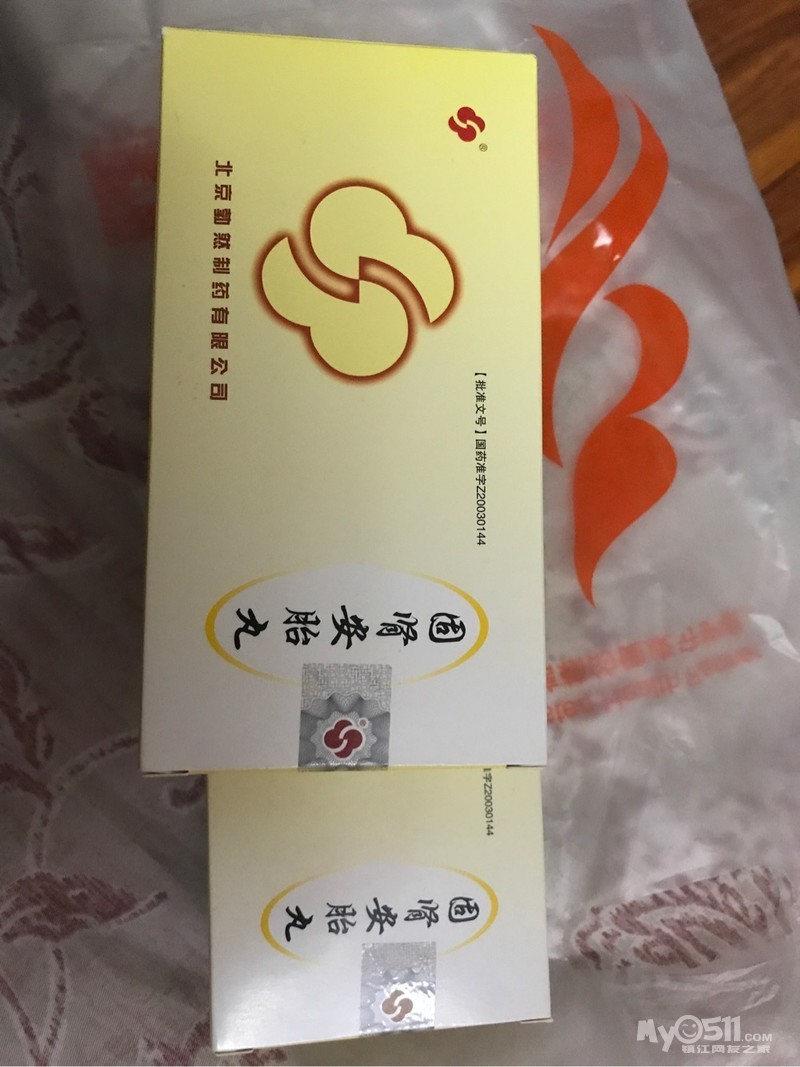 北京勤然制药有限公司
®
【批准文号】国药准字Z20030144
固肾安胎丸
®
字Z20030144
固肾安胎丸
My0511.COM
镇江网友之家